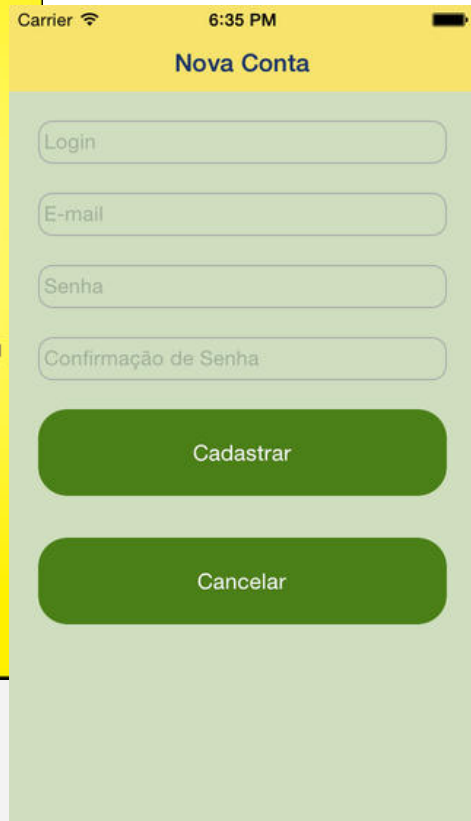 Carrier 6:35 PM
Nova Conta
Login
E-mail
Senha
Confirmação de Senha
Cadastrar
Cancelar